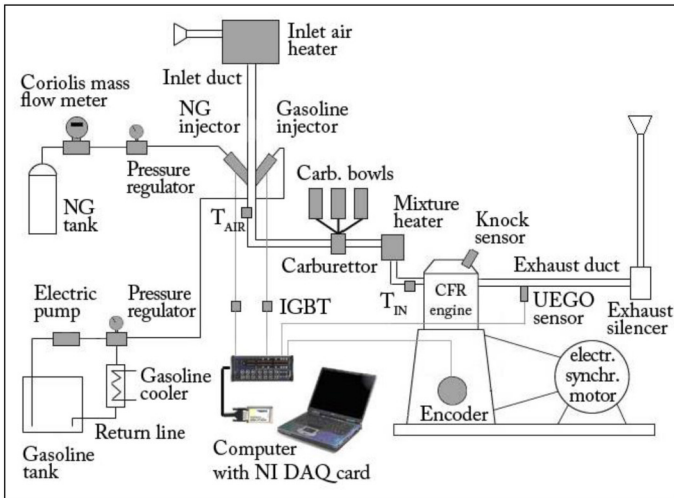 Inlet air
heater
Inlet duct
Coriolis mass
flow meter
NG
injector
Gasoline
injector
Pressure
regulator
NG
tank
Carb. bowls
T AIR
Mixture
heater
Knock
sensor
Carburettor
Exhaust duct
T IN
CFR
engine
UEGO
sensor
Exhaust
silencer
Electric
pump
Pressure
regulator
IGBT
Gasoline
cooler
electr.
synchr.
motor
Encoder
Return line
Gasoline
tank
Computer
with NI DAQ card